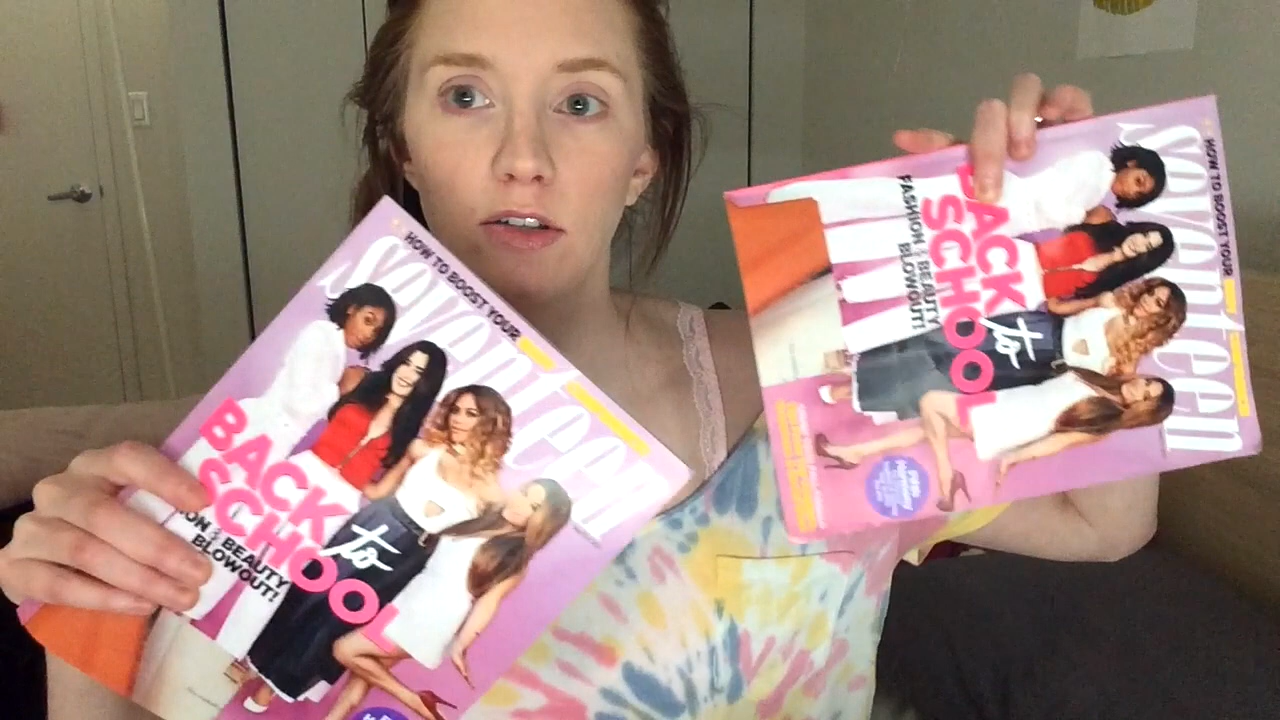 HOW TO BOOST YOUR
seventeen
BACK
to
SCHOOL
ON & BEAUTY
BLOWOUT!
HOW TO BOOST YOUR
seventeen
BACK
to
SCHOOL
FASHION & BEAUTY
BLOWOUT!